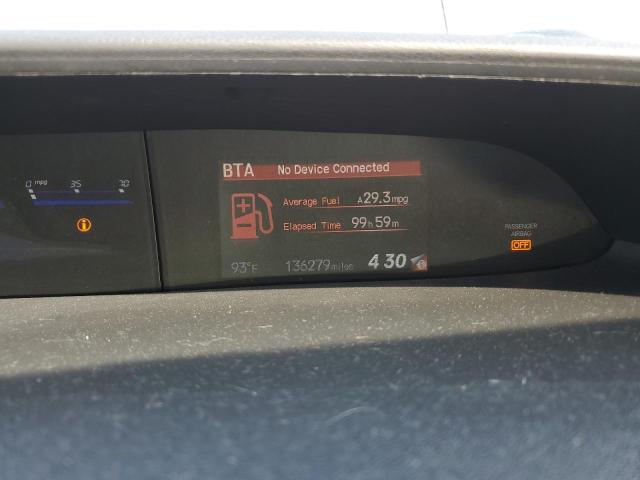 BTA No Device Connected
0 mpg 35 70
Average Fuel A29.3mpg
Elapsed Time 99h59m
PASSENGER
AIRBAG
OFF
93°F 136279miles 4 30